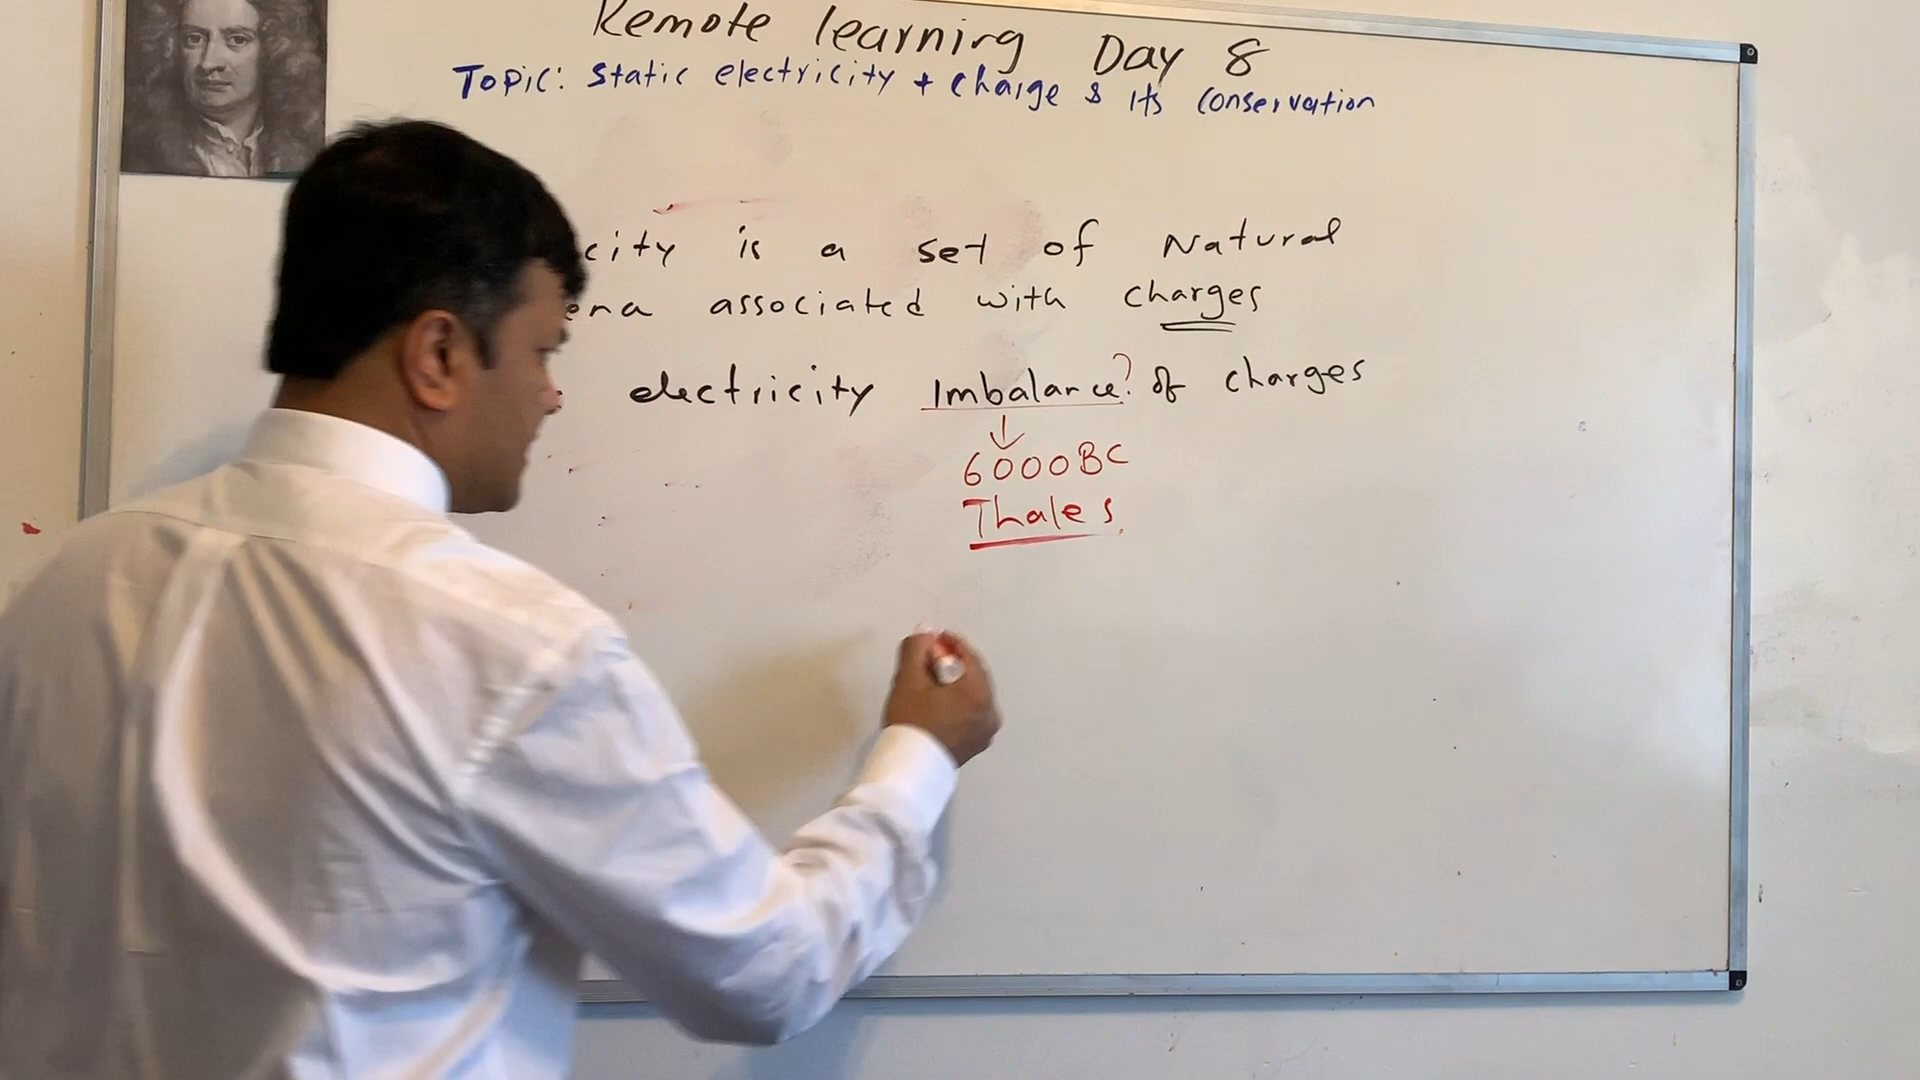 Remote learning Day 8
Topic: Static electricity + Charge & Its Conservation
city is a set of Natural
ena associated with charges
electricity Imbalance? of charges
6000BC
Thales